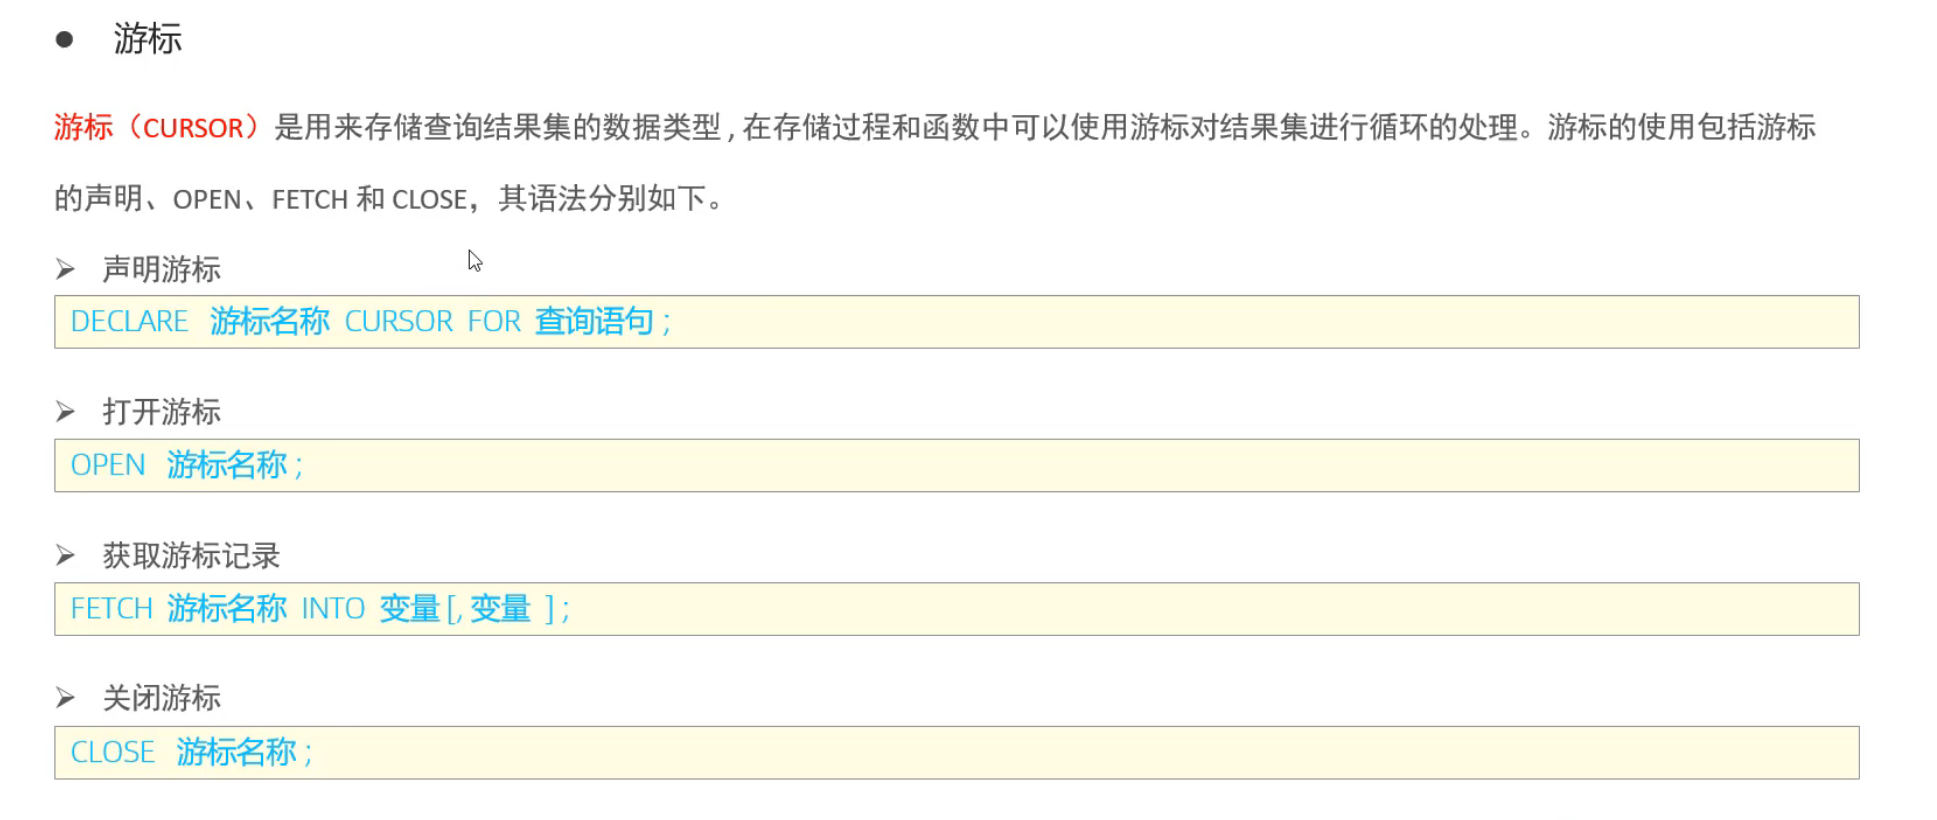 ● 游标
游标（CURSOR）是用来存储查询结果集的数据类型 , 在存储过程和函数中可以使用游标对结果集进行循环的处理。游标的使用包括游标
的声明、OPEN、FETCH 和 CLOSE，其语法分别如下。
➢ 声明游标
DECLARE 游标名称 CURSOR FOR 查询语句 ;
➢ 打开游标
OPEN 游标名称 ;
➢ 获取游标记录
FETCH 游标名称 INTO 变量 [, 变量 ] ;
➢ 关闭游标
CLOSE 游标名称 ;